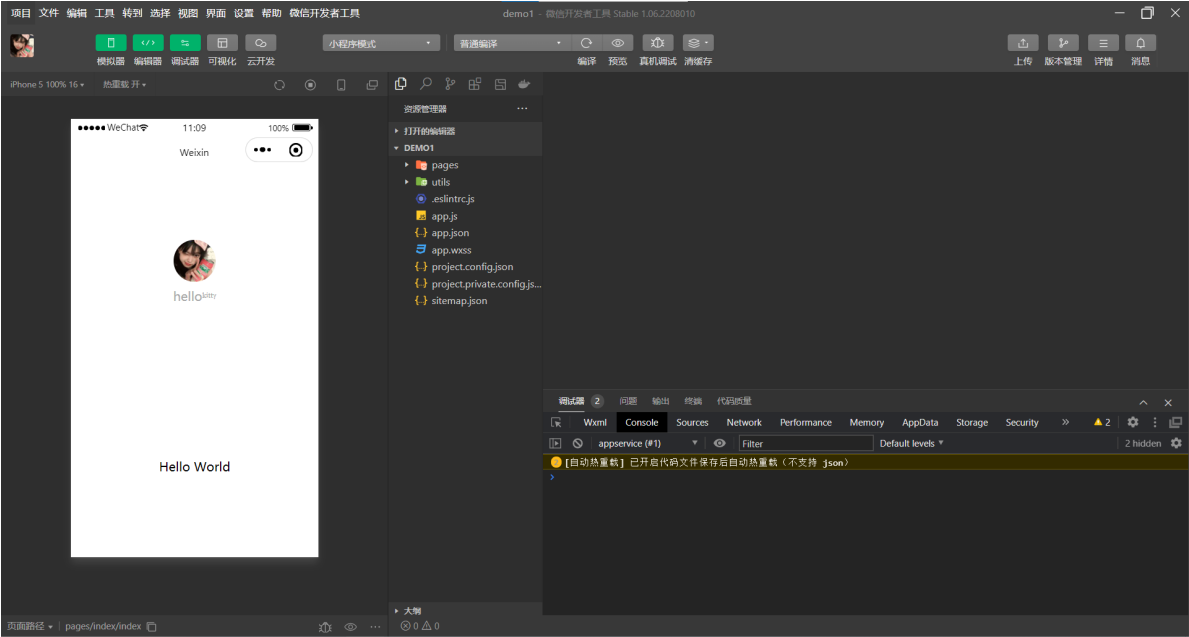 项目 文件 编辑 工具 转到 选择 视图 界面 设置 帮助 微信开发者工具
demo1 - 微信开发者工具 Stable 1.06.2208010
模拟器 编辑器 调试器 可视化 云开发
小程序模式
普通编译
编译 预览 真机调试 清缓存
上传 版本管理 详情 消息
iPhone 5 100% 16
热重载 开
WeChat
11:09
100%
Weixin
hellokitty
Hello World
页面路径
pages/index/index
资源管理器
打开的编辑器
DEMO1
pages
utils
.eslintrc.js
app.js
app.json
app.wxss
project.config.json
project.private.config.js...
sitemap.json
大纲
0 0
调试器 2 问题 输出 终端 代码质量
Wxml Console Sources Network Performance Memory AppData Storage Security » 2
appservice (#1) Filter Default levels 2 hidden
2 [自动热重载] 已开启代码文件保存后自动热重载（不支持 json）